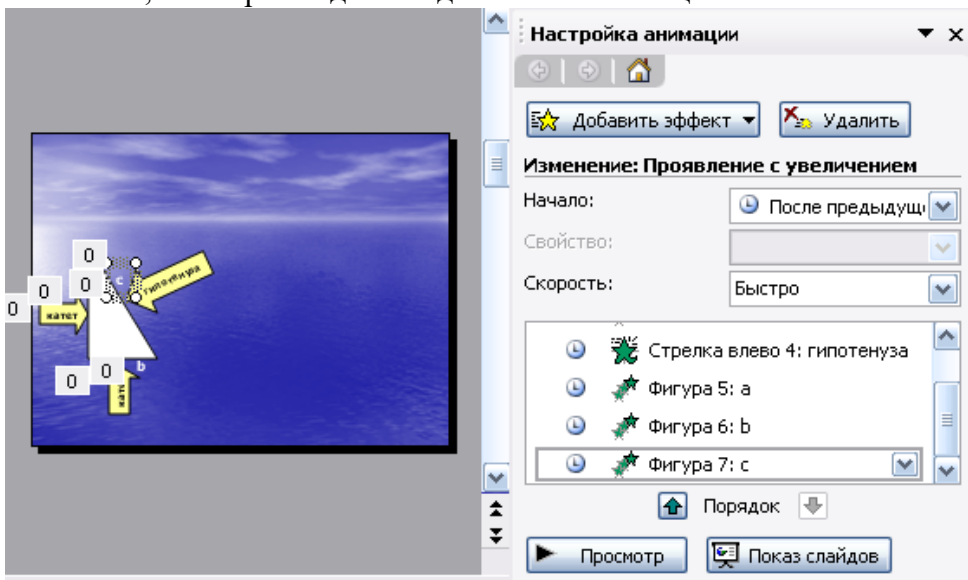 Настройка анимации
Добавить эффект
Удалить
Изменение: Проявление с увеличением
Начало:
После предыдущ
Свойство:
Скорость:
Быстро
Стрелка влево 4: гипотенуза
Фигура 5: a
Фигура 6: b
Фигура 7: c
Порядок
Просмотр
Показ слайдов
0
0
0
0
0
0
c
гипотенуза
катет
b